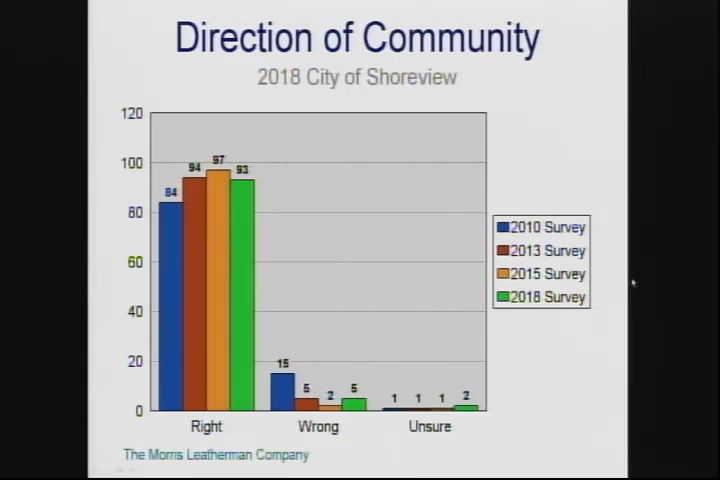 Direction of Community
2018 City of Shoreview
120
100
80
60
40
20
0
84
94
97
93
15
5
2
5
1
1
1
2
Right
Wrong
Unsure
2010 Survey
2013 Survey
2015 Survey
2018 Survey
The Morris Leatherman Company